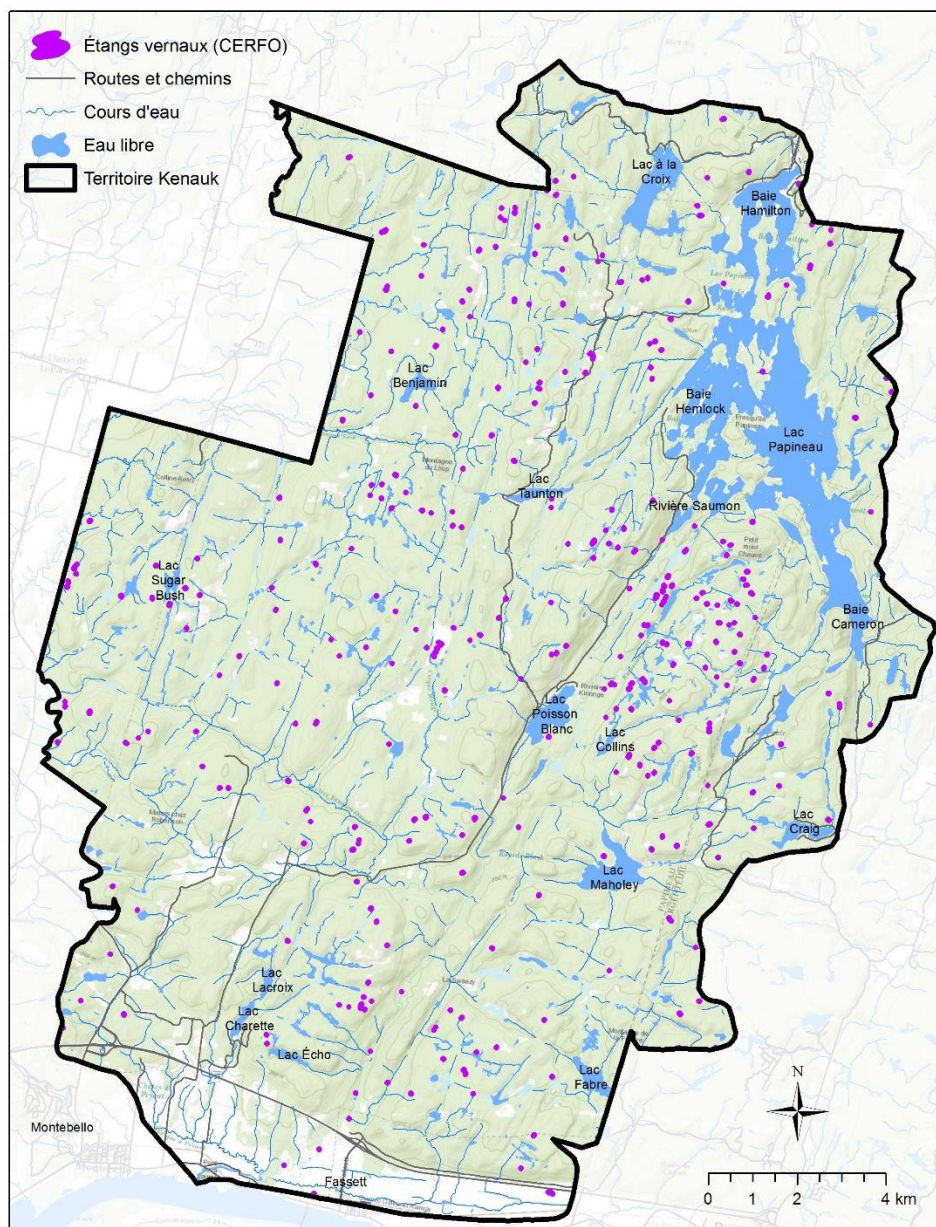 Étangs vernaux (CERFO)
Routes et chemins
Cours d'eau
Eau libre
Territoire Kenauk
Lac à la
Croix
Baie
Hamilton
Lac
Benjamin
Baie
Hemlock
Lac
Papineau
Lac
Taunton
Rivière Saumon
Lac
Sugar
Bush
Baie
Cameron
Lac
Poisson
Blanc
Lac
Collins
Lac
Craig
Lac
Maholey
Lac
Lacroix
Lac
Charette
Lac Écho
Lac
Fabre
N
Montebello
Fassett
0 1 2 4 km